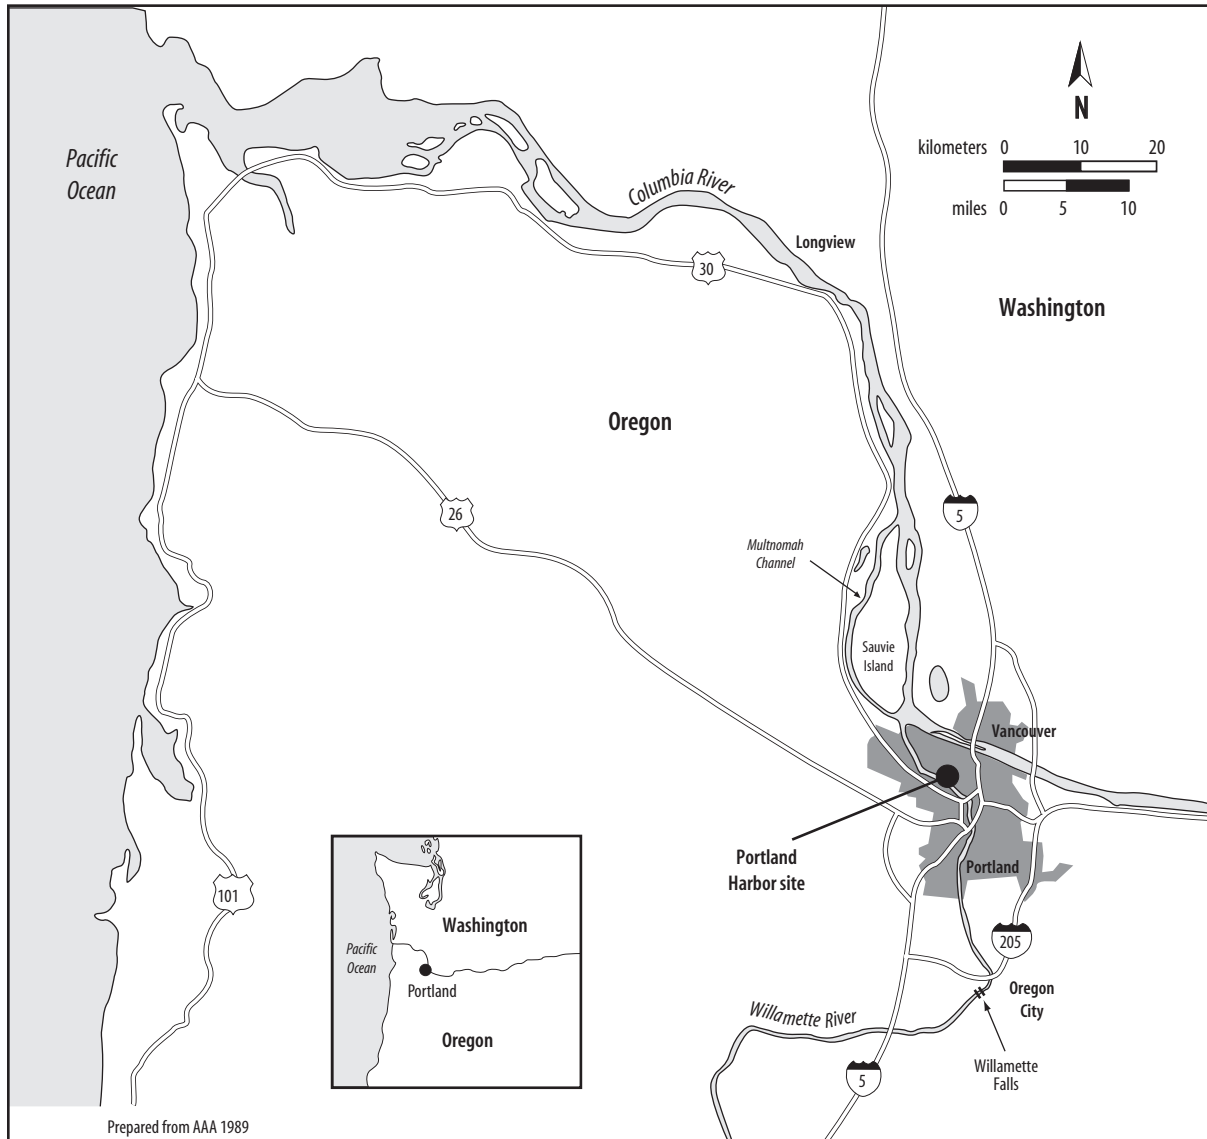 Pacific
Ocean
N
kilometers 0 10 20
miles 0 5 10
Columbia River
Longview
30
Washington
Oregon
26
5
Multnomah
Channel
Sauvie
Island
Vancouver
Portland
Harbor site
Portland
101
205
Oregon
City
Willamette River
Willamette
Falls
5
Washington
Pacific
Ocean
Portland
Oregon
Prepared from AAA 1989